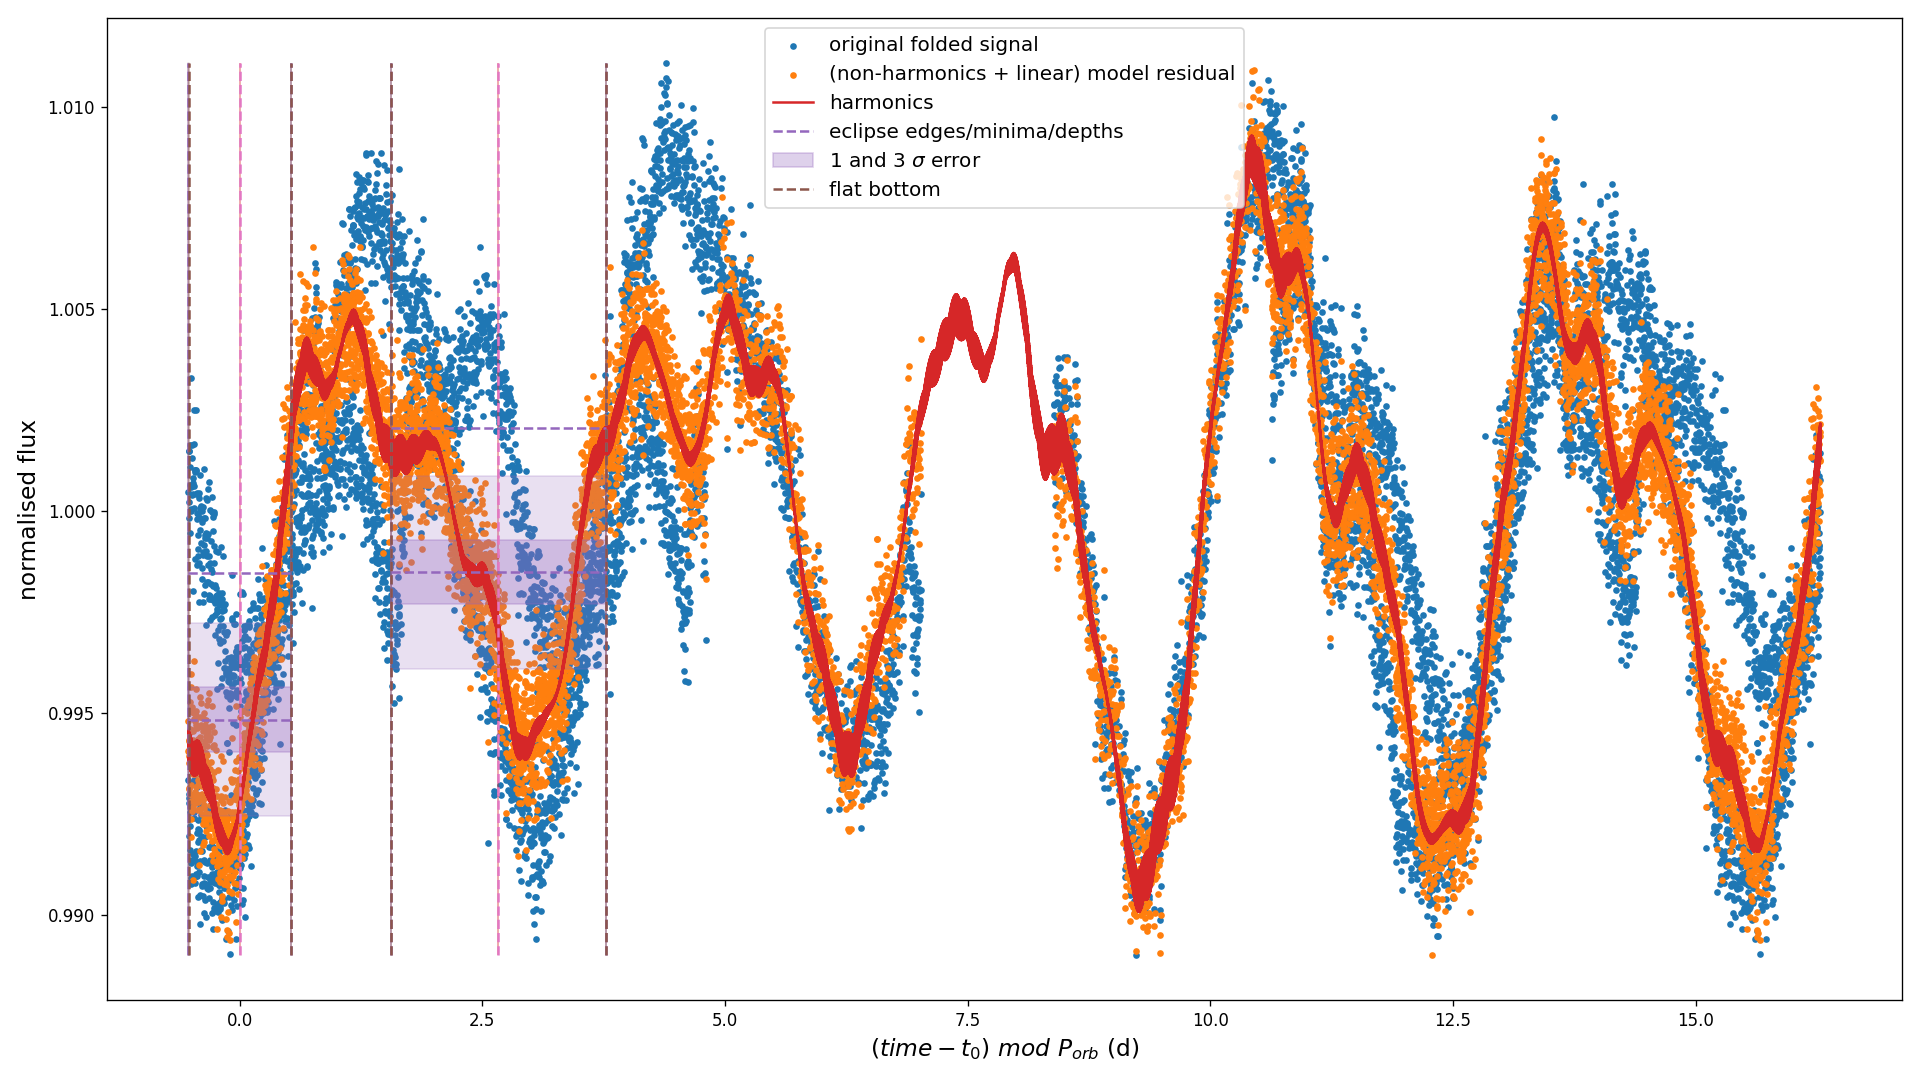 original folded signal
(non-harmonics + linear) model residual
harmonics
eclipse edges/minima/depths
1 and 3 σ error
flat bottom
1.010
1.005
1.000
0.995
0.990
normalised flux
0.0 2.5 5.0 7.5 10.0 12.5 15.0
(time − t₀) mod Pₒᵣᵦ (d)